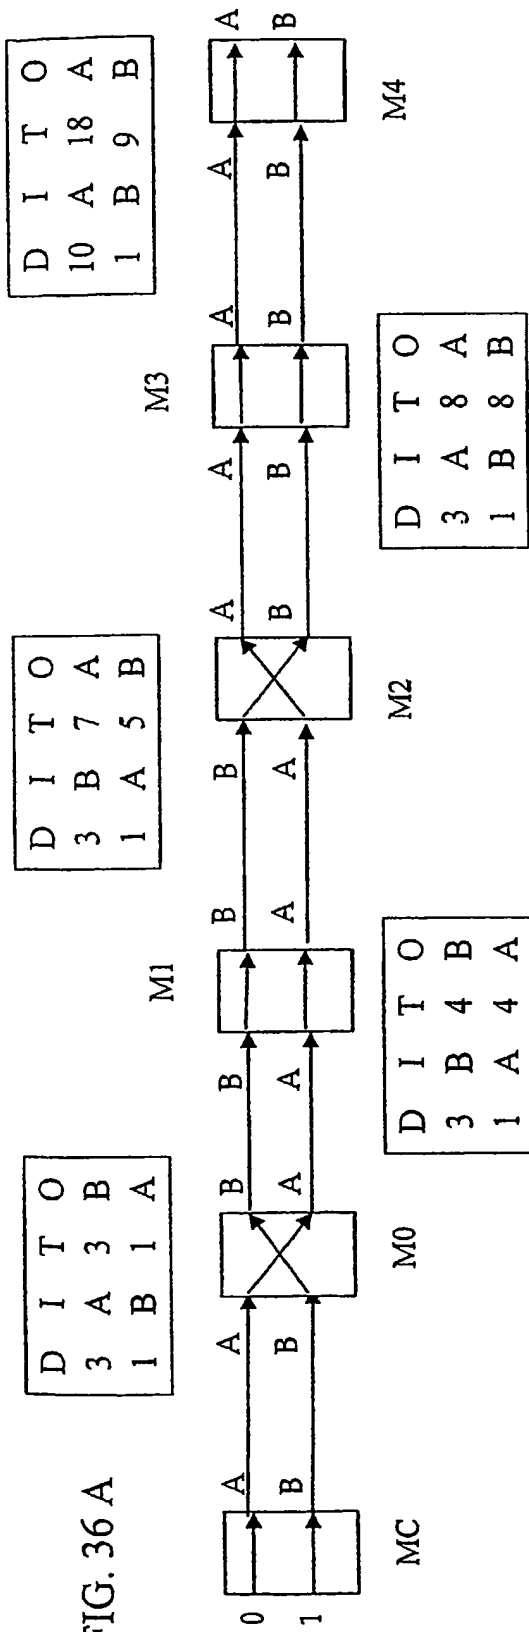 FIG. 36 A
D I T O
3 A 3 B
1 B 1 A
D I T O
3 B 7 A
1 A 5 B
D I T O
10 A 18 A
1 B 9 B
M1 M3
0 A A B B B B A A A A A
1 B B A A A A B B B B B
MC M0 M2 M4
D I T O
3 B 4 B
1 A 4 A
D I T O
3 A 8 A
1 B 8 B